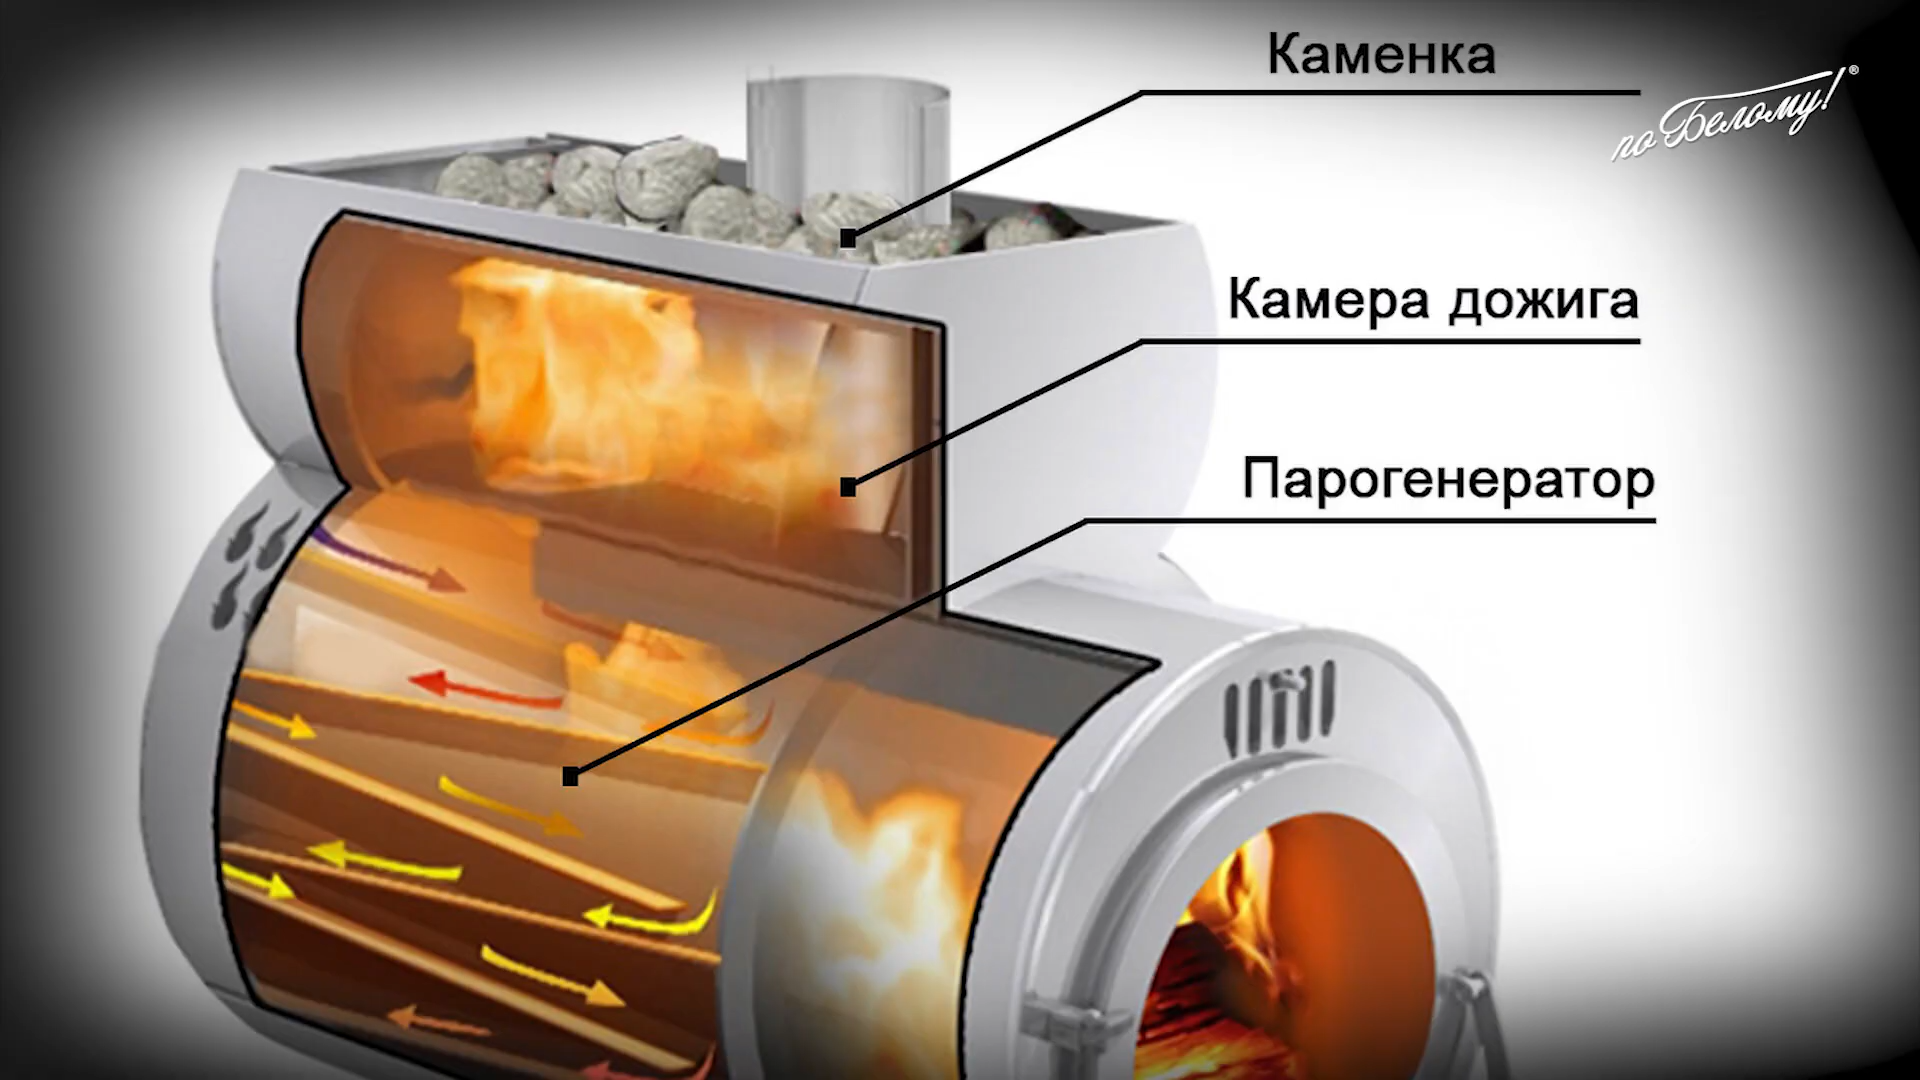 Каменка
по Белому!®
Камера дожига
Парогенератор